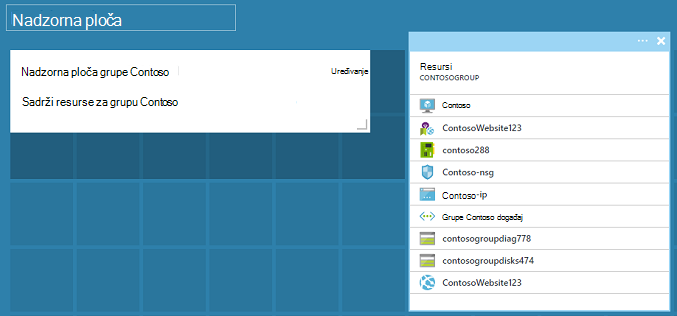 Nadzorna ploča
Nadzorna ploča grupe Contoso
Uređivanje
Sadrži resurse za grupu Contoso
Resursi
CONTOSOGROUP
Contoso
ContosoWebsite123
contoso288
Contoso-nsg
Contoso-ip
Grupe Contoso događaj
contosogroupdiag778
contosogroupdisks474
ContosoWebsite123